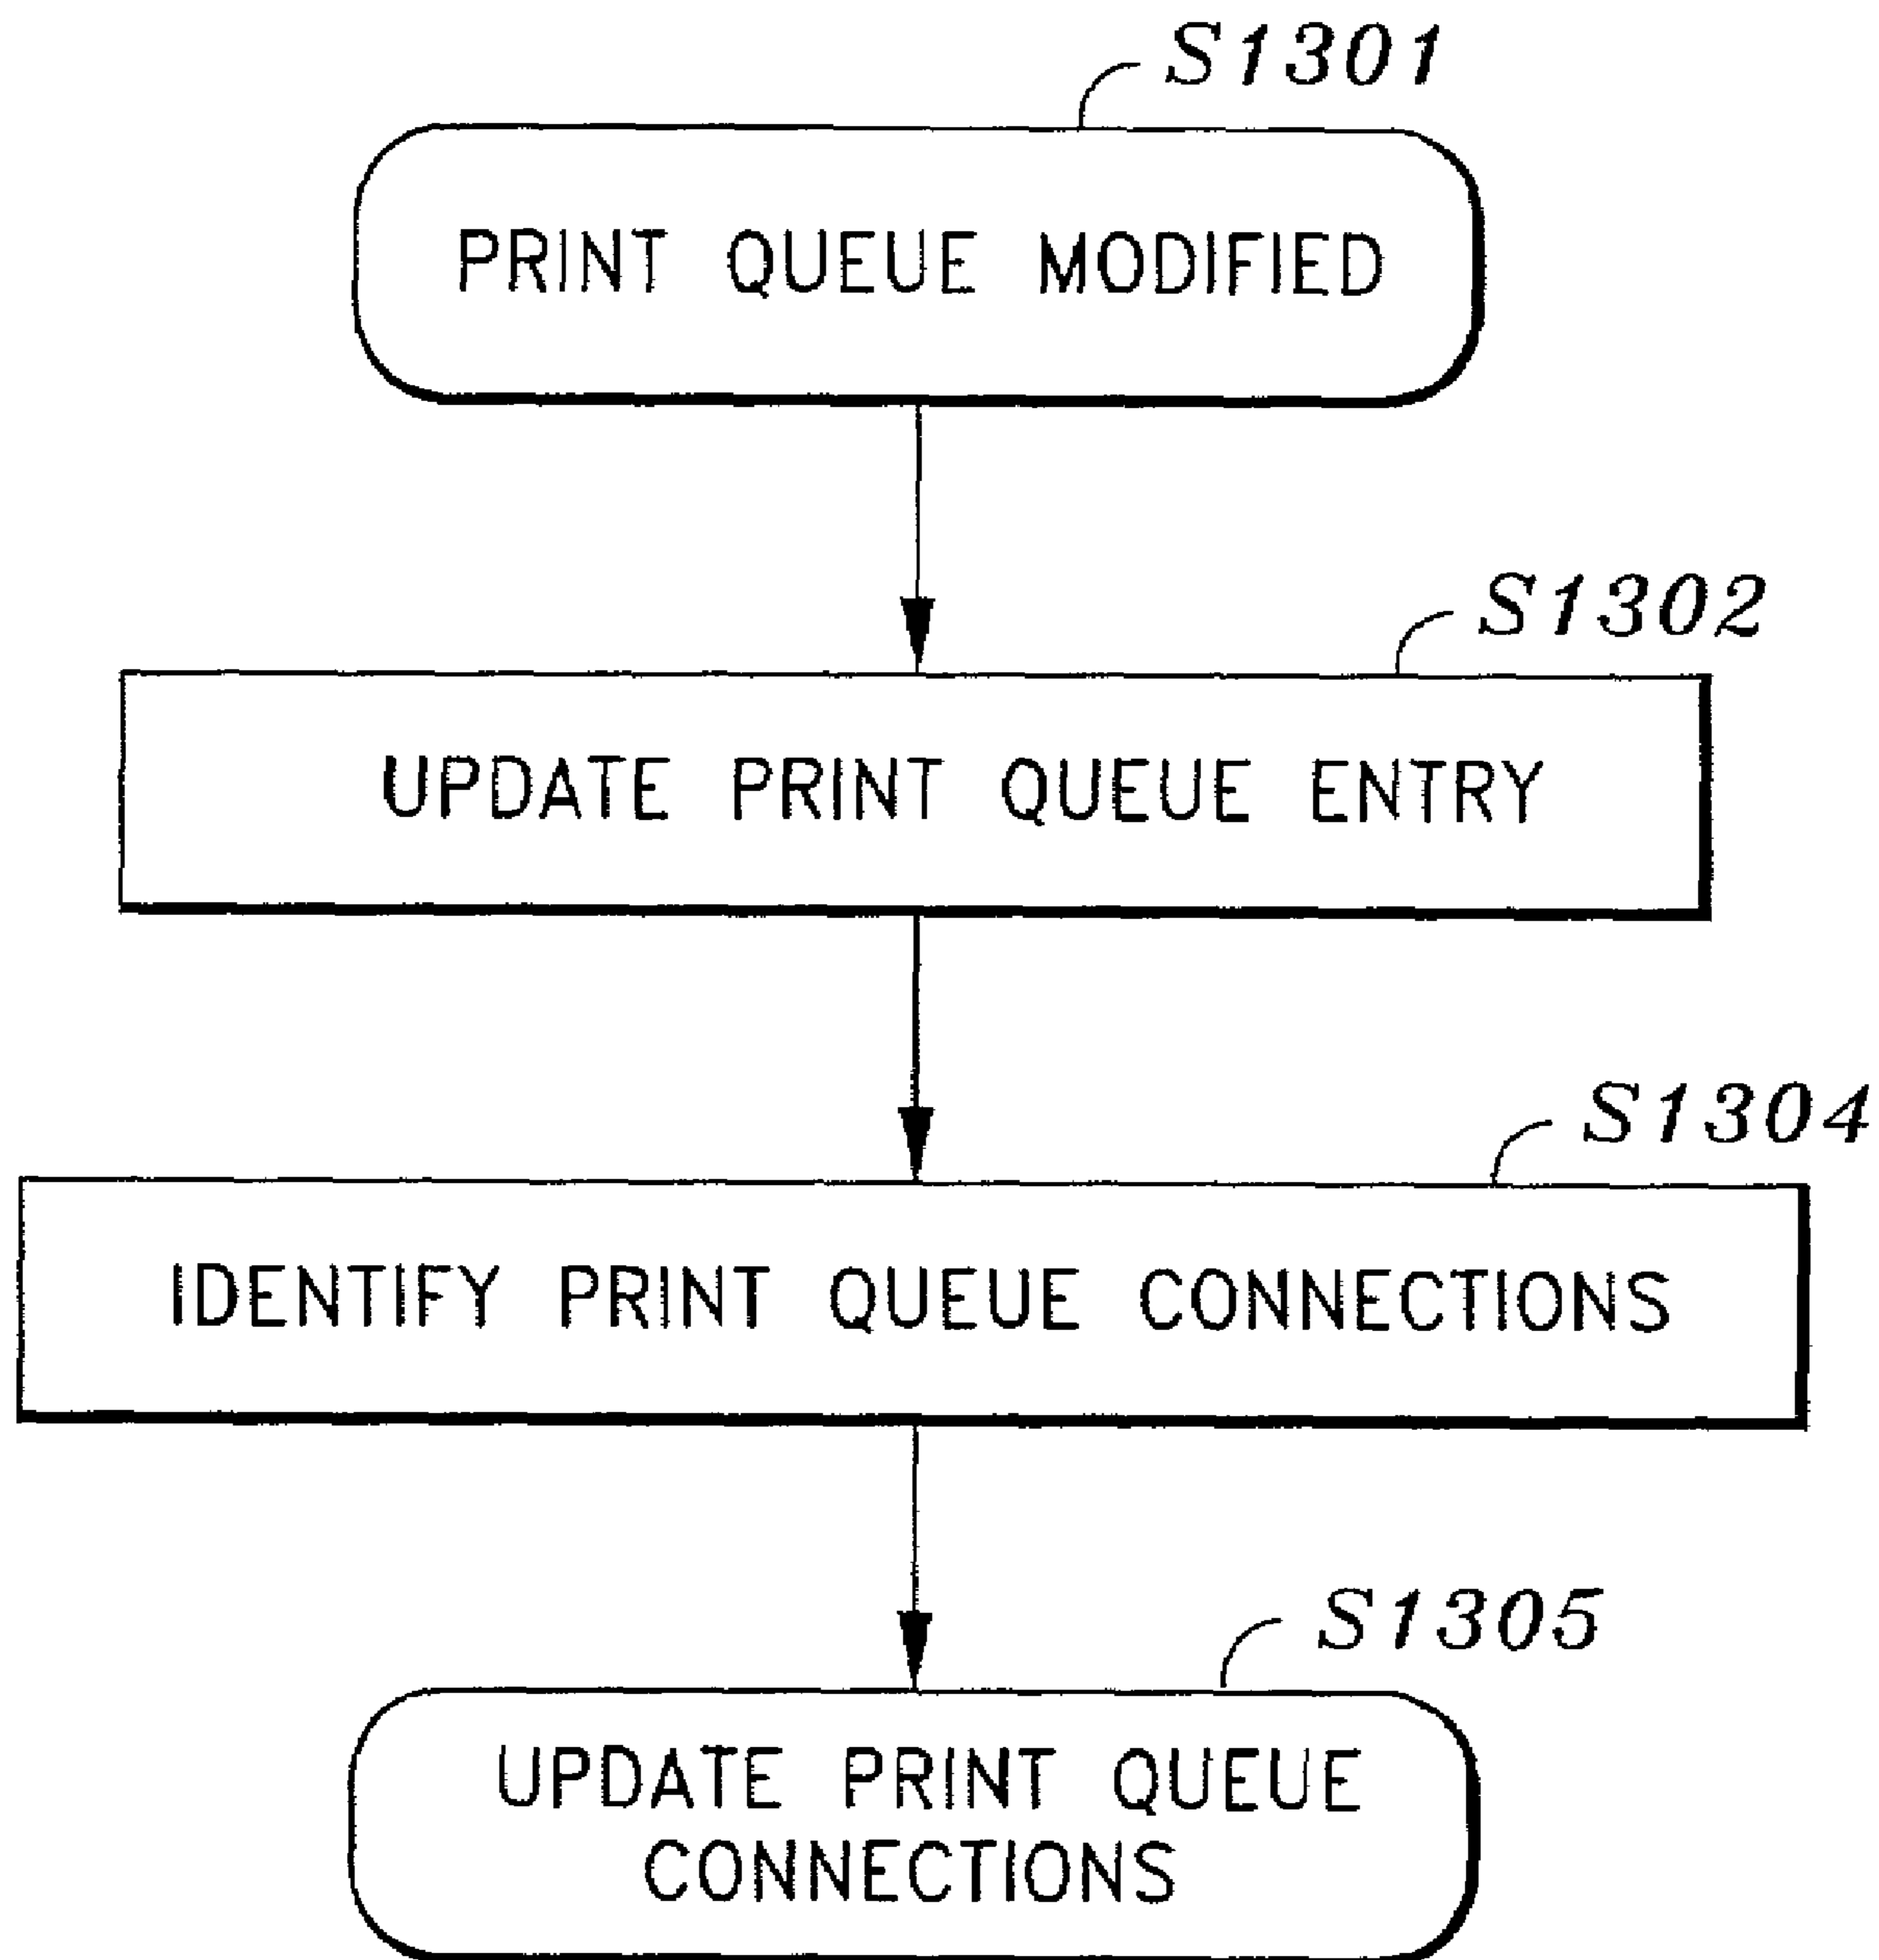 S1301
PRINT QUEUE MODIFIED
S1302
UPDATE PRINT QUEUE ENTRY
S1304
IDENTIFY PRINT QUEUE CONNECTIONS
S1305
UPDATE PRINT QUEUE
CONNECTIONS